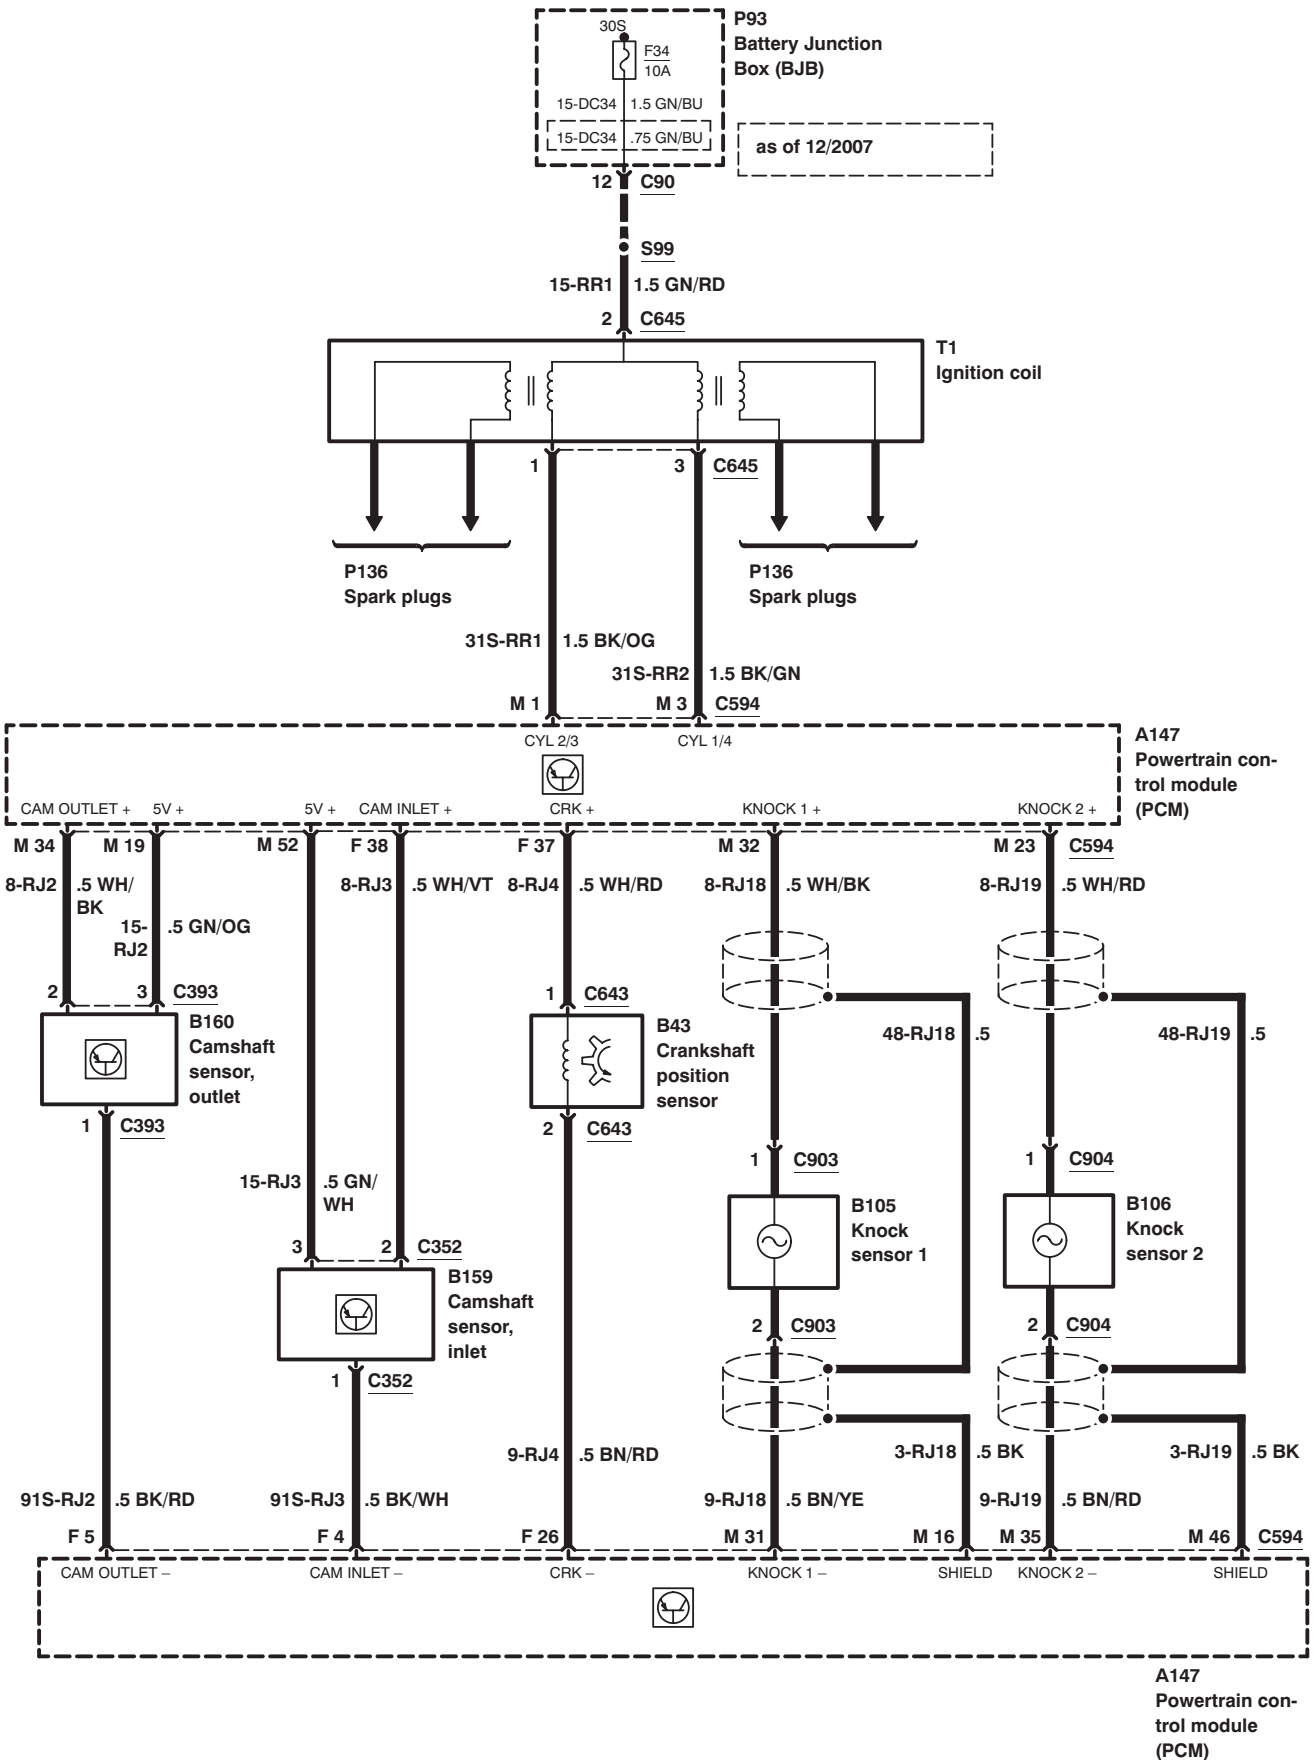 30S
F34
10A
P93
Battery Junction
Box (BJB)
15-DC34 1.5 GN/BU
15-DC34 .75 GN/BU
as of 12/2007
12 C90
S99
15-RR1 1.5 GN/RD
2 C645
T1
Ignition coil
1 3 C645
P136
Spark plugs
P136
Spark plugs
31S-RR1 1.5 BK/OG
31S-RR2 1.5 BK/GN
M 1 M 3 C594
CYL 2/3 CYL 1/4
A147
Powertrain con-
trol module
(PCM)
CAM OUTLET + 5V + 5V + CAM INLET + CRK + KNOCK 1 + KNOCK 2 +
M 34 M 19 M 52 F 38 F 37 M 32 M 23 C594
8-RJ2 .5 WH/
BK
8-RJ3 .5 WH/VT 8-RJ4 .5 WH/RD 8-RJ18 .5 WH/BK 8-RJ19 .5 WH/RD
15-
RJ2
.5 GN/OG
2 3 C393
1 C643
B160
Camshaft
sensor,
outlet
B43
Crankshaft
position
sensor
48-RJ18 .5
48-RJ19 .5
1 C393
2 C643
1 C903
1 C904
15-RJ3 .5 GN/
WH
B105
Knock
sensor 1
B106
Knock
sensor 2
3 2 C352
B159
Camshaft
sensor,
inlet
2 C903
2 C904
1 C352
9-RJ4 .5 BN/RD
3-RJ18 .5 BK
3-RJ19 .5 BK
91S-RJ2 .5 BK/RD
91S-RJ3 .5 BK/WH
9-RJ18 .5 BN/YE
9-RJ19 .5 BN/RD
F 5 F 4 F 26 M 31 M 16 M 35 M 46 C594
CAM OUTLET – CAM INLET – CRK – KNOCK 1 – SHIELD KNOCK 2 – SHIELD
A147
Powertrain con-
trol module
(PCM)